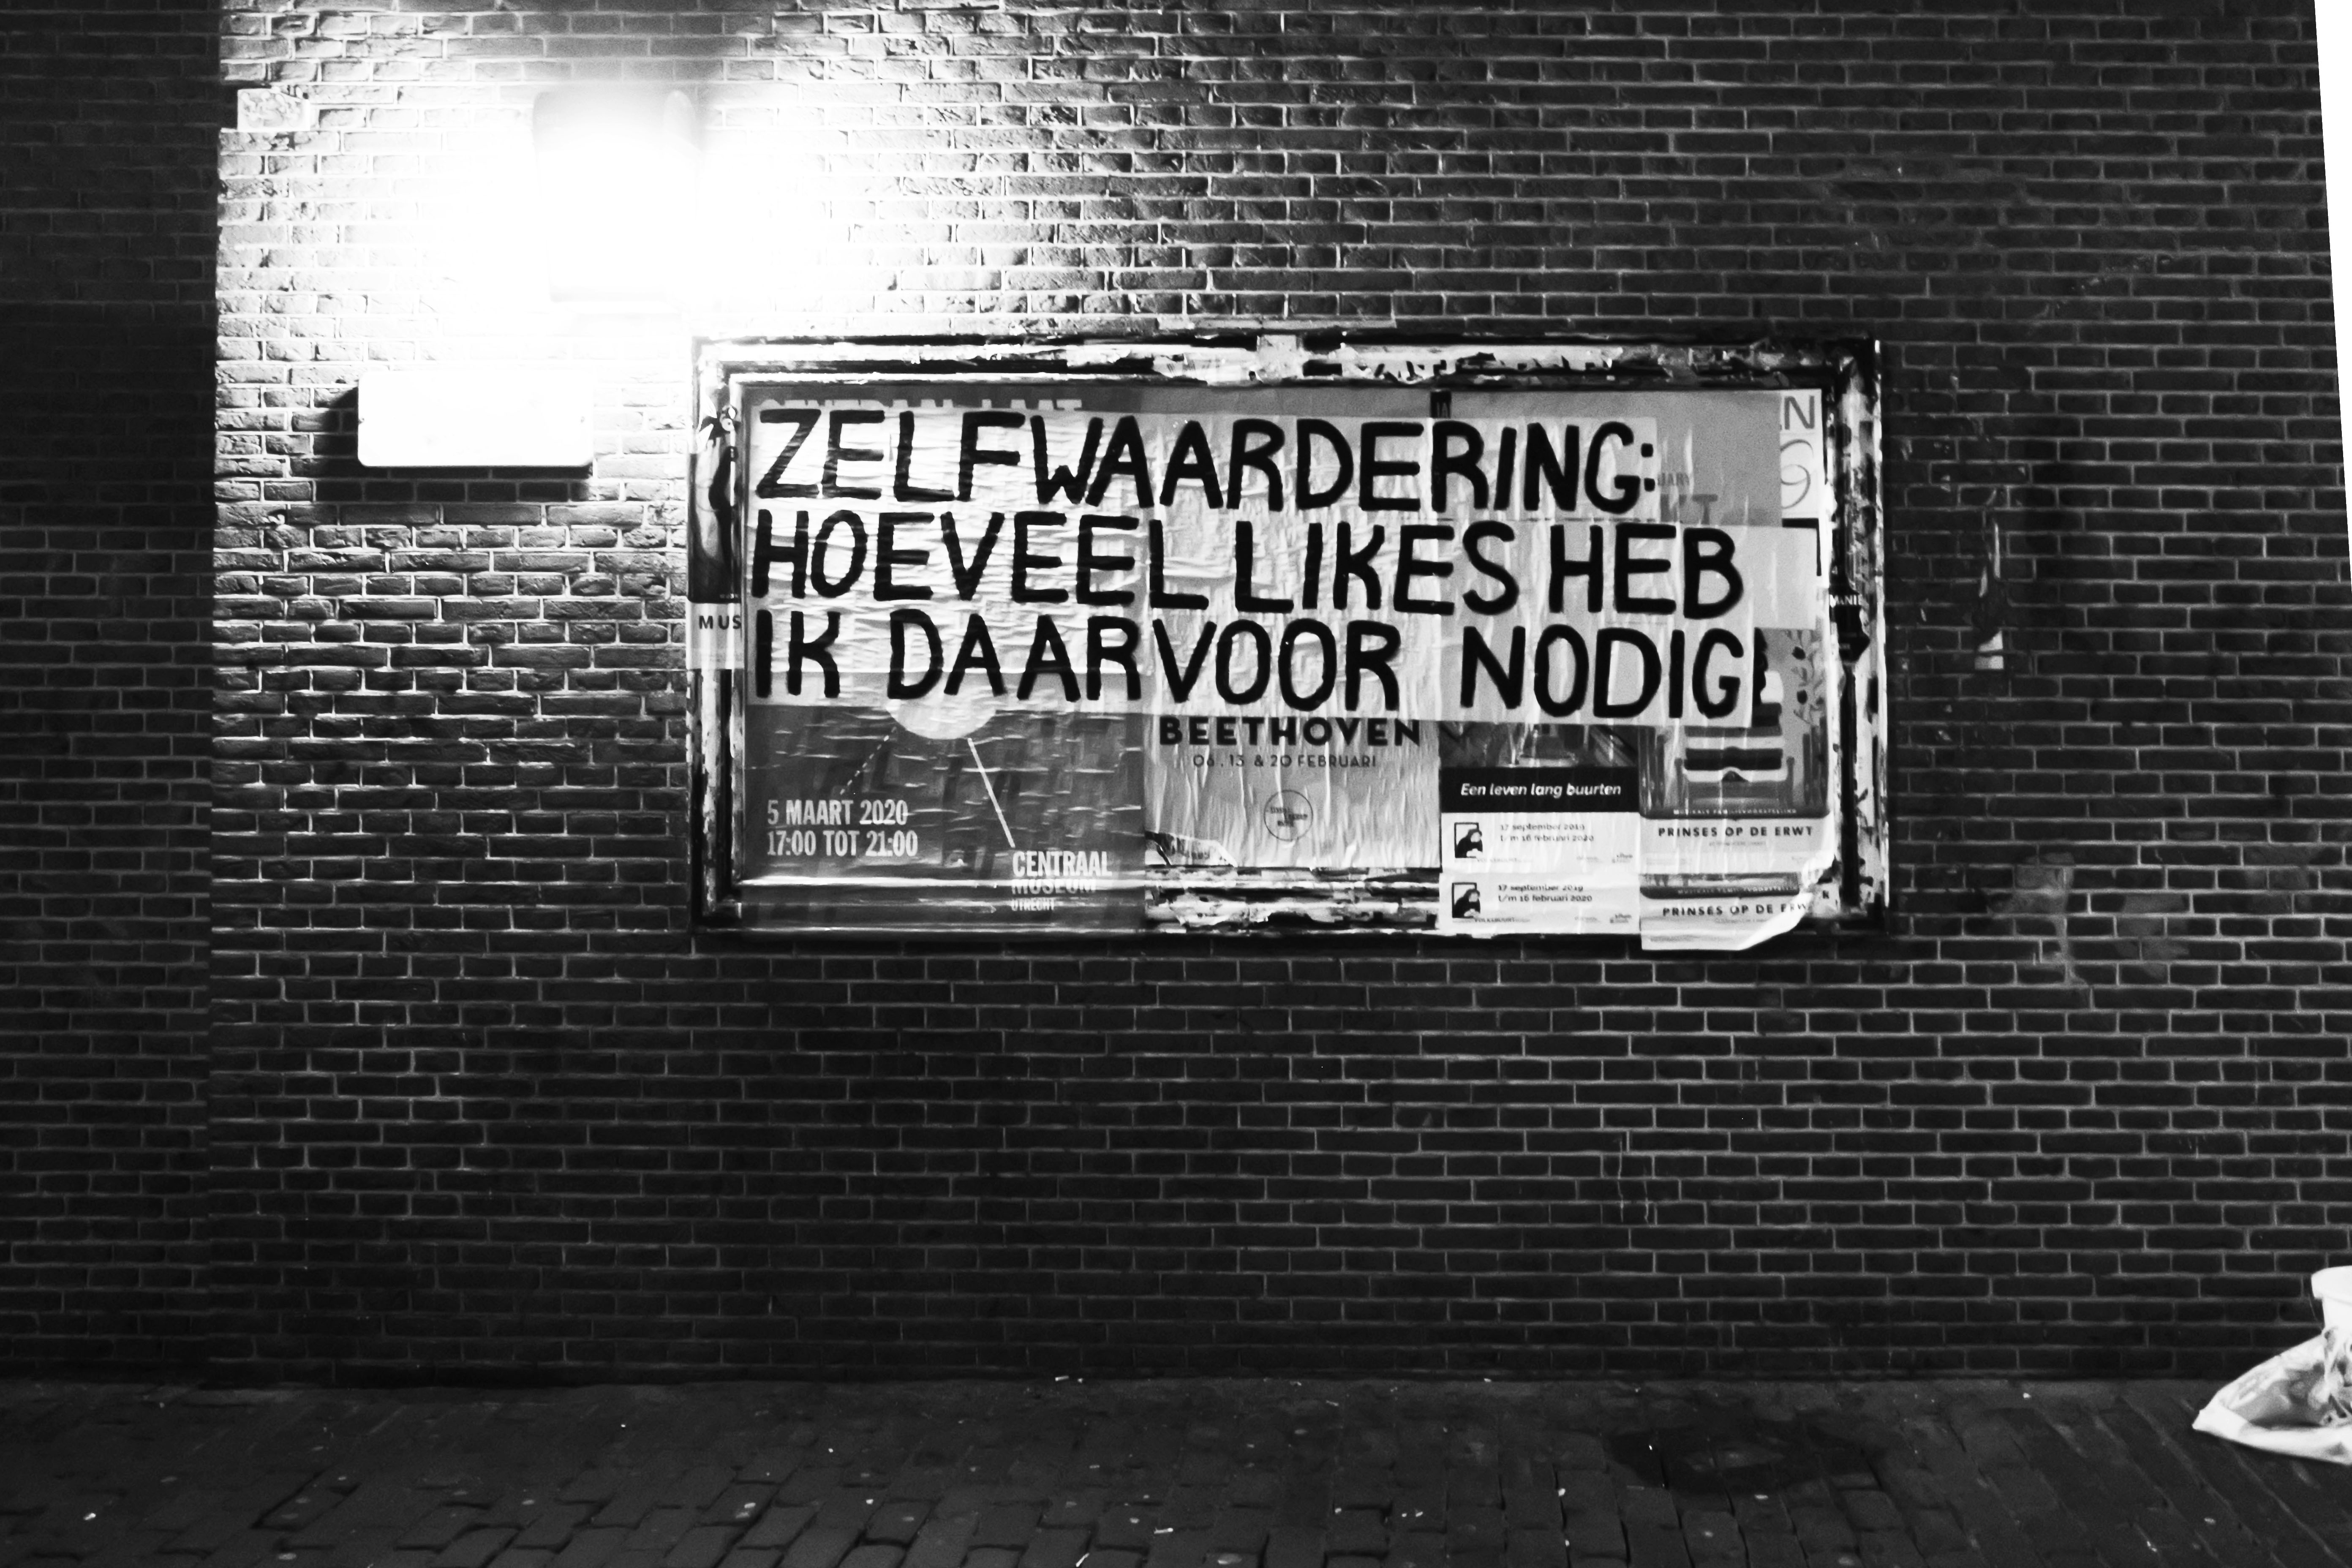 ZELFWAARDERING:
HOEVEEL LIKES HEB
IK DAARVOOR NODIG
MUS
BEETHOVEN
06, 13 & 20 FEBRUARI
5 MAART 2020
17:00 TOT 21:00
CENTRAAL
MUSEUM
UTRECHT
Een leven lang buurten
17 september 2019
t/m 16 februari 2020
17 september 2019
t/m 16 februari 2020
PRINSES OP DE ERWT
PRINSES OP DE ERW